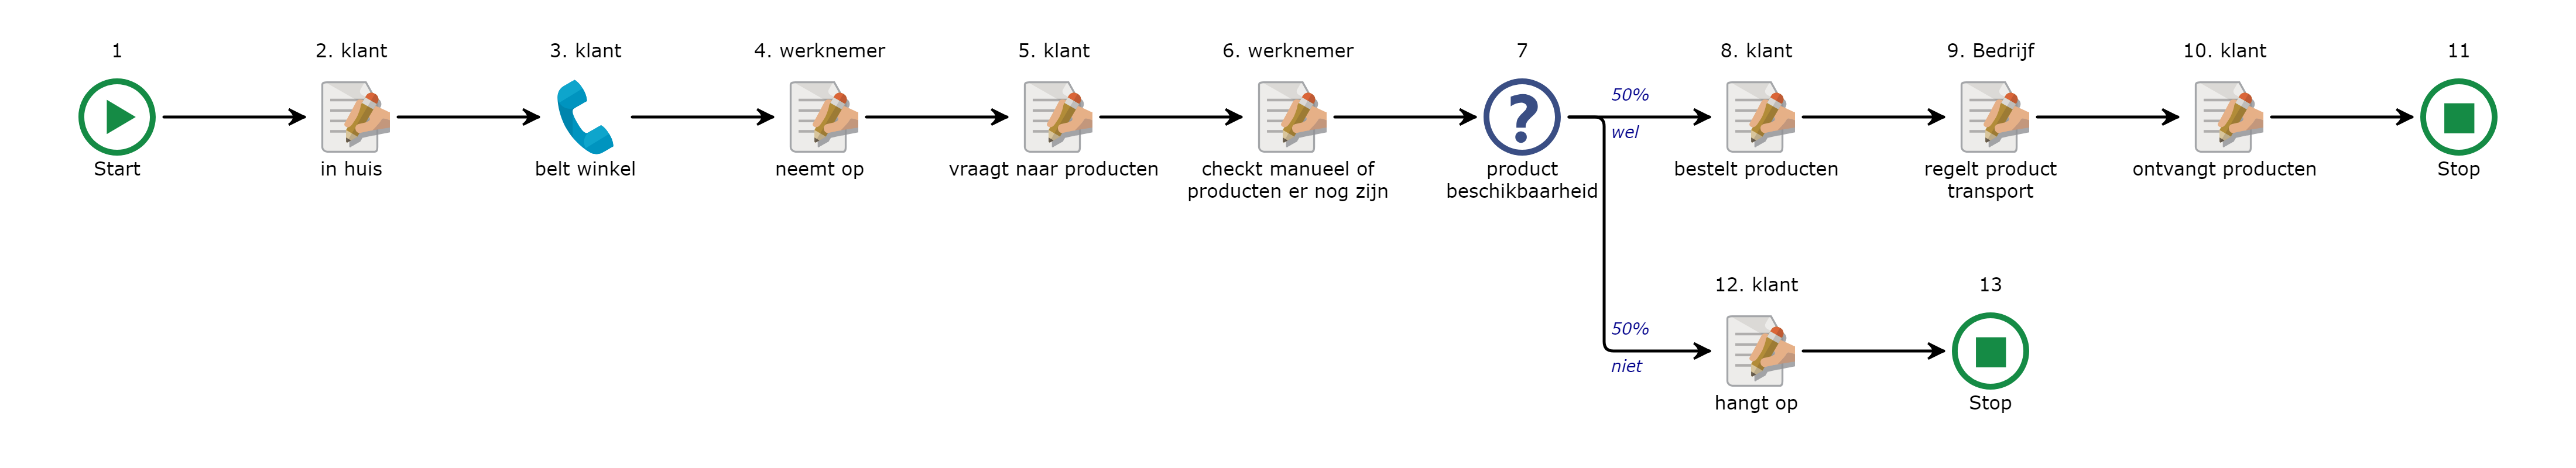 1
Start
2. klant
in huis
3. klant
belt winkel
4. werknemer
neemt op
5. klant
vraagt naar producten
6. werknemer
checkt manueel of
producten er nog zijn
7
product
beschikbaarheid
50%
wel
8. klant
bestelt producten
9. Bedrijf
regelt product
transport
10. klant
ontvangt producten
11
Stop
50%
niet
12. klant
hangt op
13
Stop